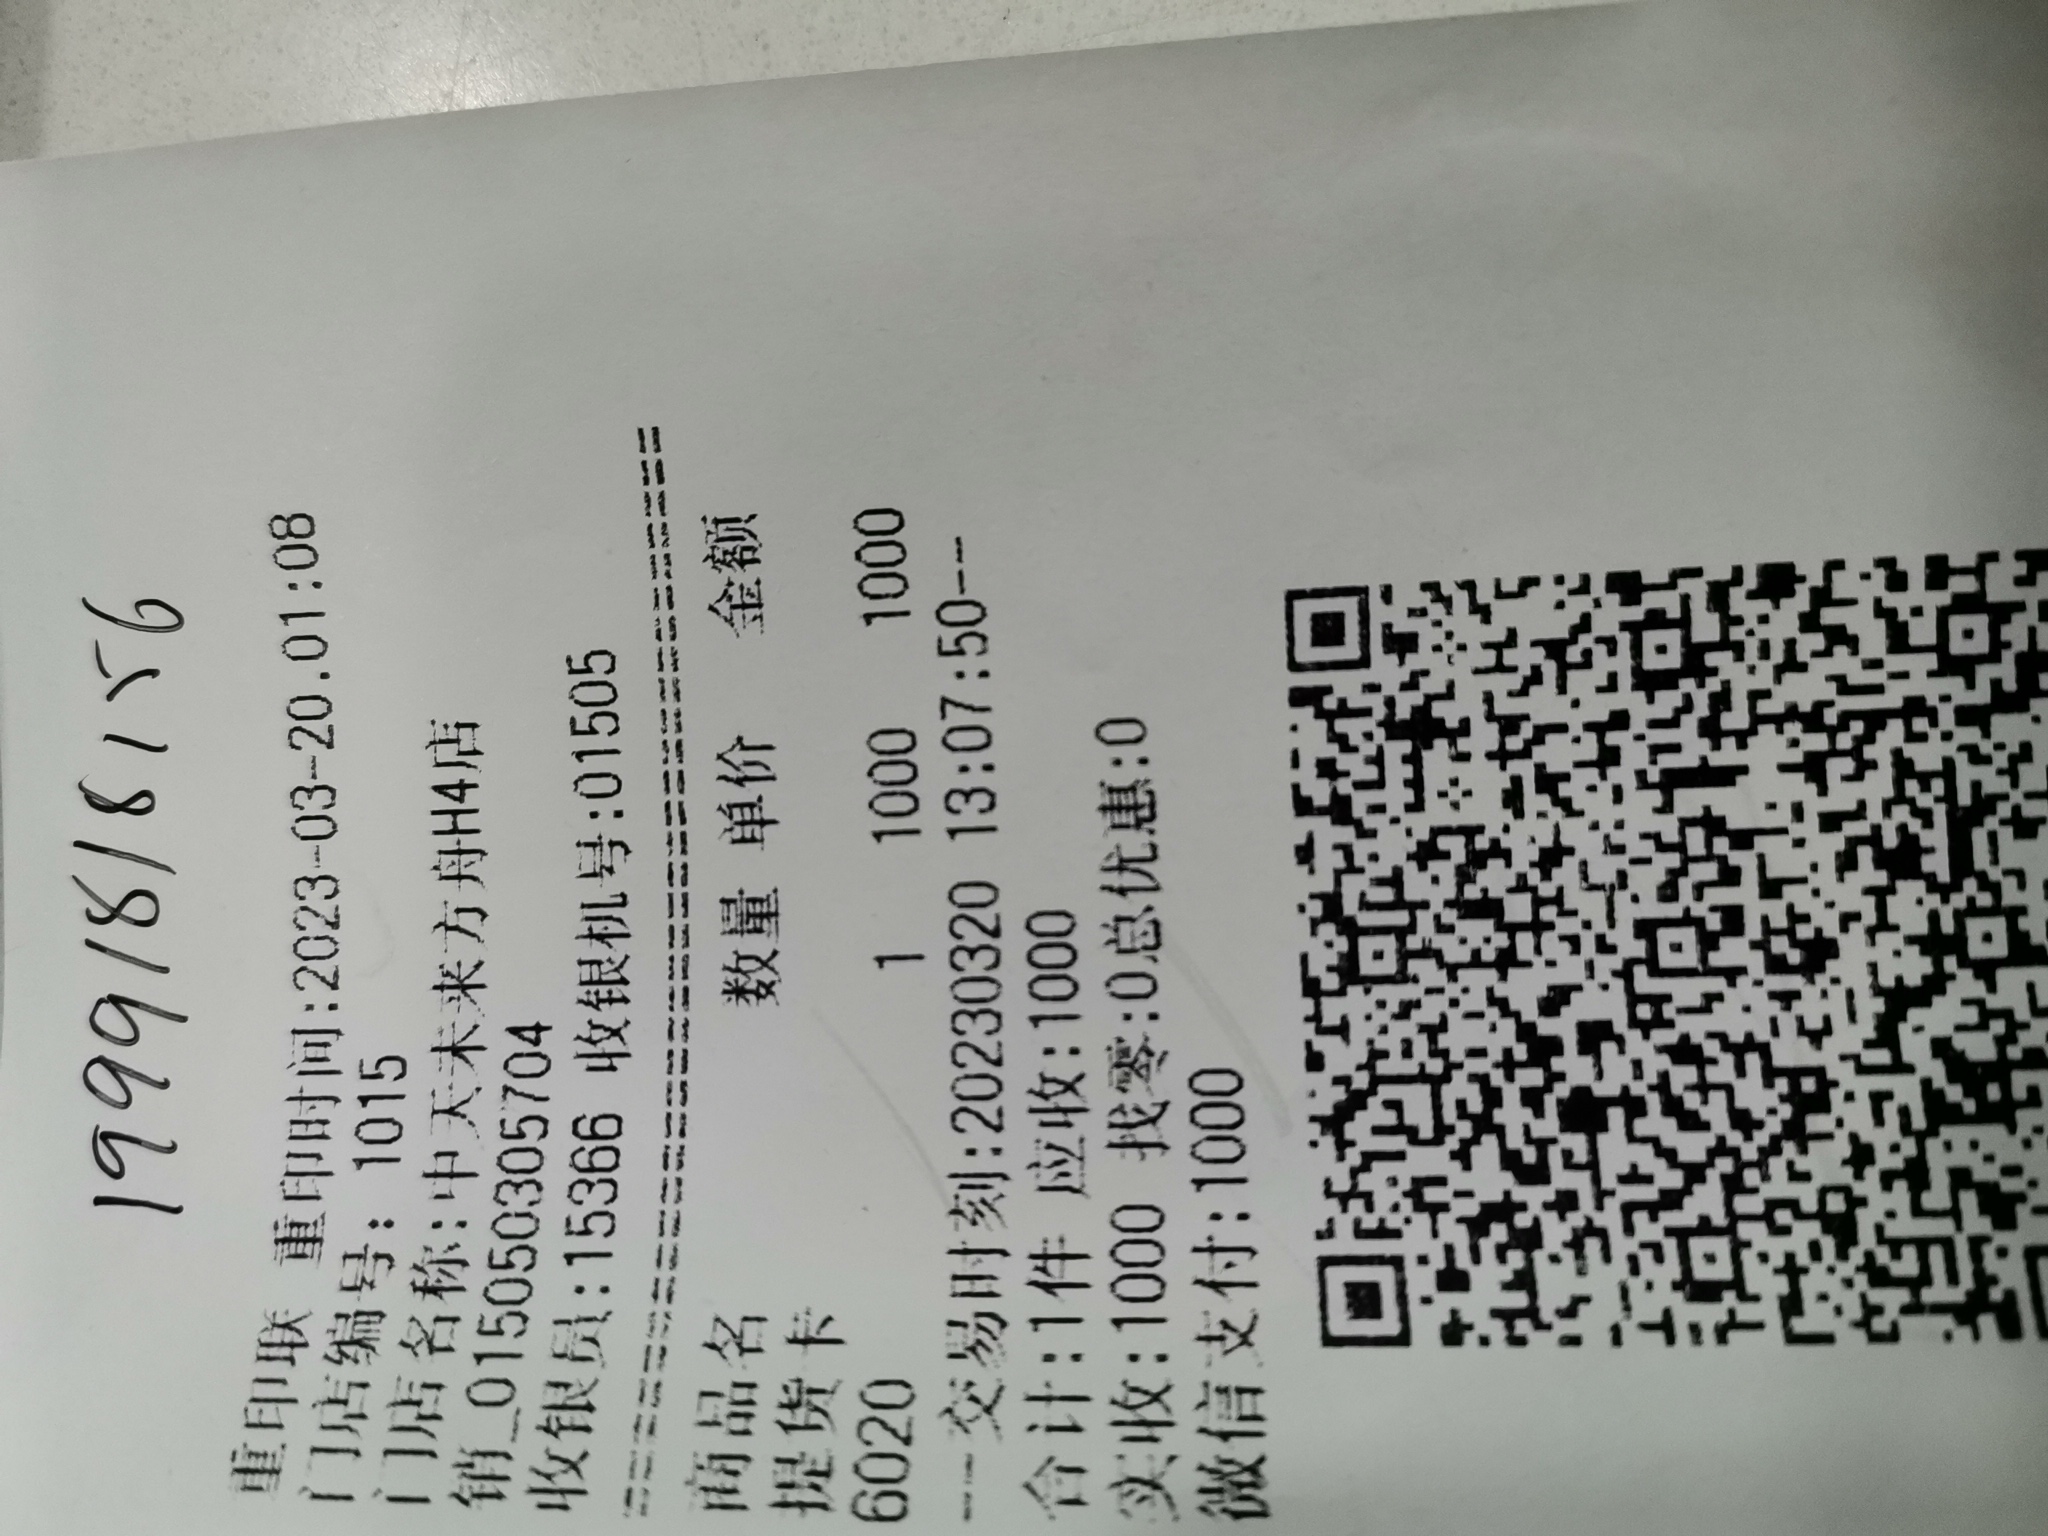 19991818156
重印联 重印时间:2023-03-20.01:08
门店编号: 1015
门店名称:中天未来方舟H4店
销_015050305704
收银员:15366 收银机号:01505
================================
商品名 数量 单价 金额
提货卡
6020 1 1000 1000
--交易时刻:20230320 13:07:50--
合计:1件 应收:1000
实收:1000 找零:0总优惠:0
微信支付:1000